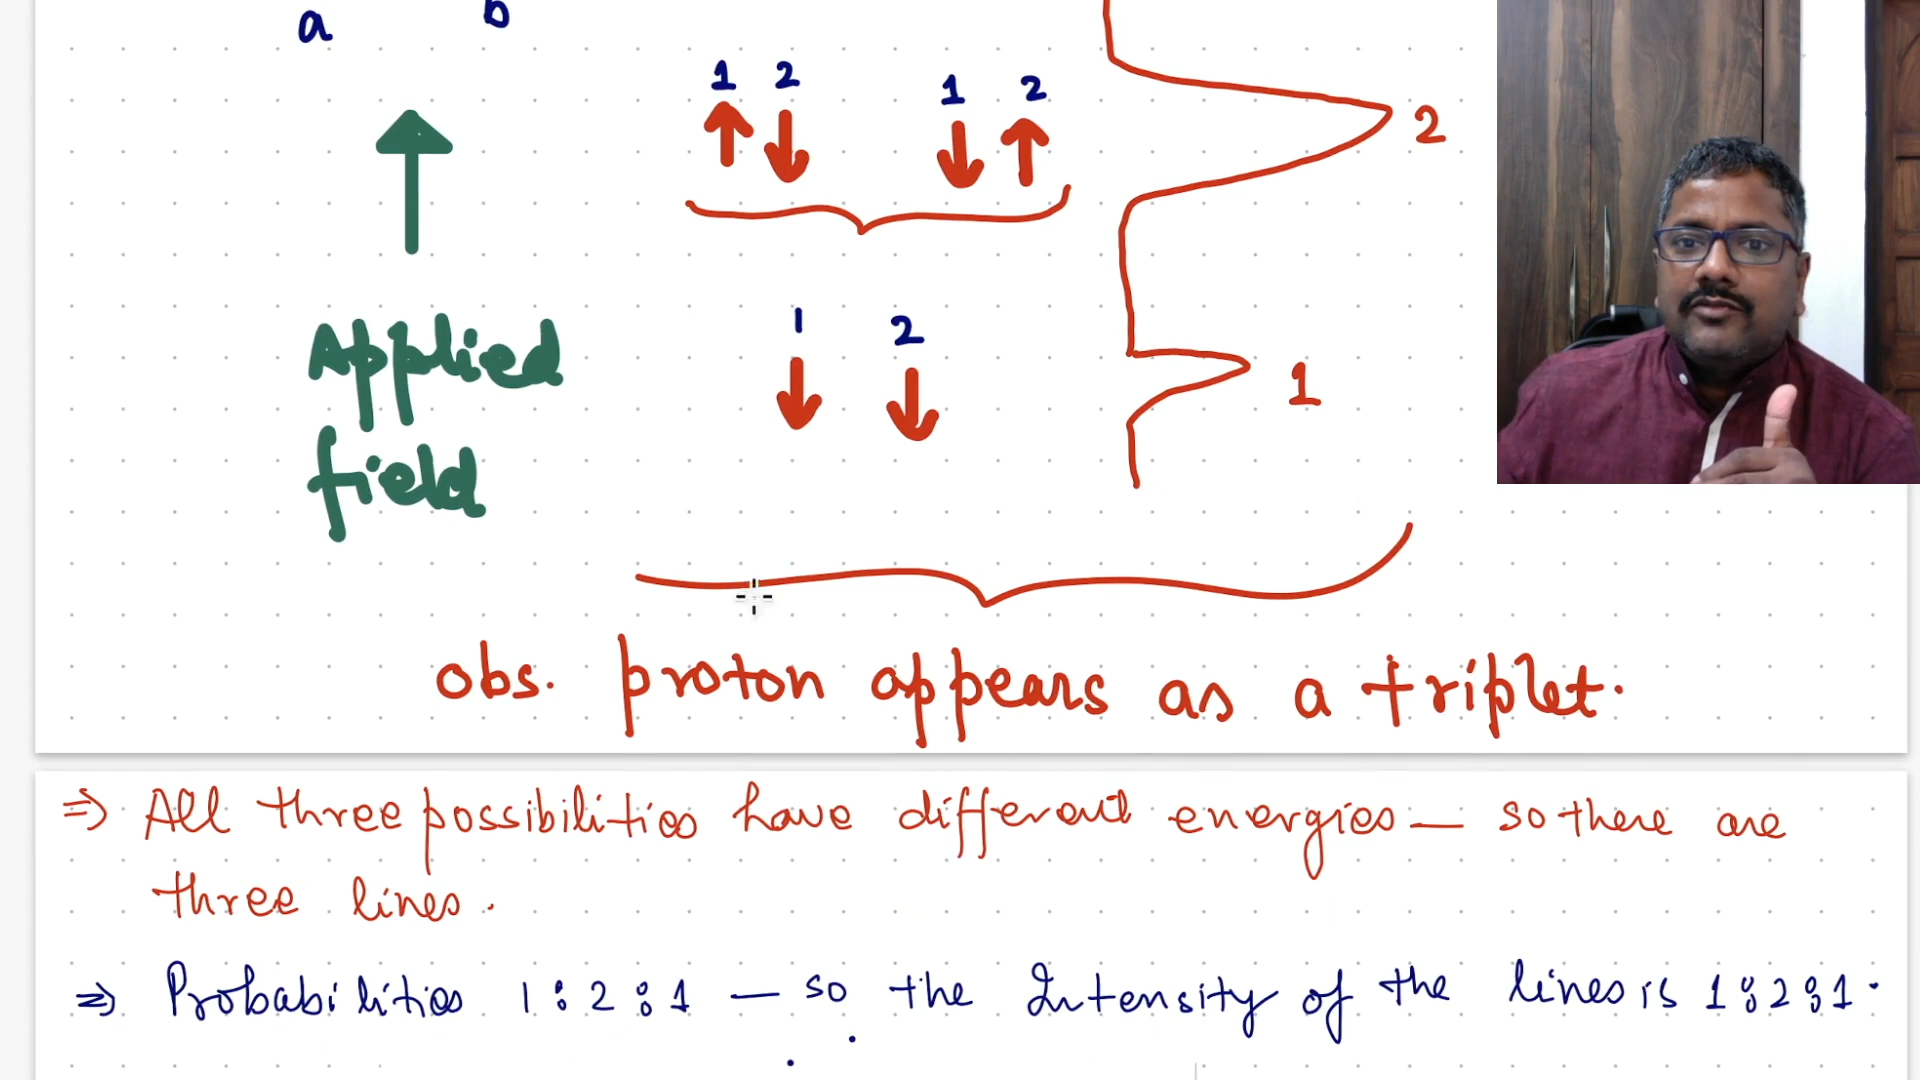 a b
1 2 1 2
2
1 2
1
Applied
field
obs. proton appears as a triplet.
⇒ All three possibilities have different energies — so there are
three lines.
⇒ Probabilities 1 : 2 : 1 — so the Intensity of the lines is 1 : 2 : 1.